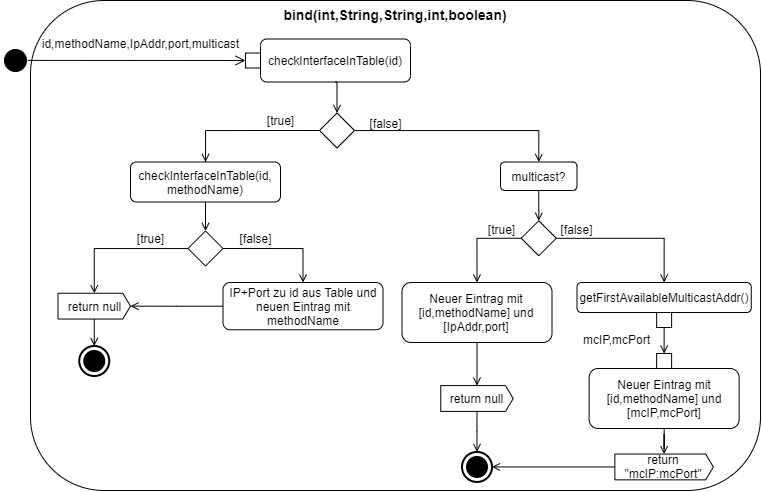 bind(int,String,String,int,boolean)
id,methodName,IpAddr,port,multicast
checkInterfaceInTable(id)
[true]
[false]
checkInterfaceInTable(id,
methodName)
multicast?
[true]
[false]
[true]
[false]
return null
IP+Port zu id aus Table und
neuen Eintrag mit
methodName
Neuer Eintrag mit
[id,methodName] und
[IpAddr,port]
getFirstAvailableMulticastAddr()
mcIP,mcPort
return null
Neuer Eintrag mit
[id,methodName] und
[mcIP,mcPort]
return
"mcIP:mcPort"